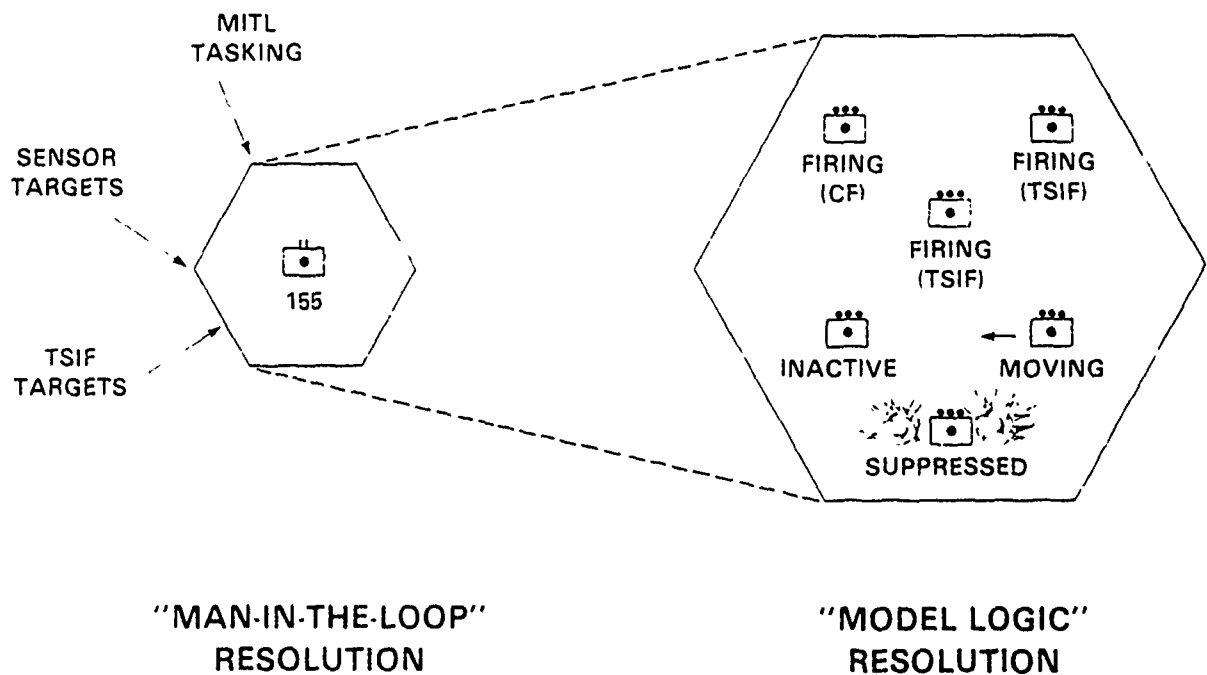 MITL
TASKING
SENSOR
TARGETS
155
TSIF
TARGETS
FIRING
(CF)
FIRING
(TSIF)
FIRING
(TSIF)
INACTIVE
MOVING
SUPPRESSED
"MAN-IN-THE-LOOP"
RESOLUTION
"MODEL LOGIC"
RESOLUTION